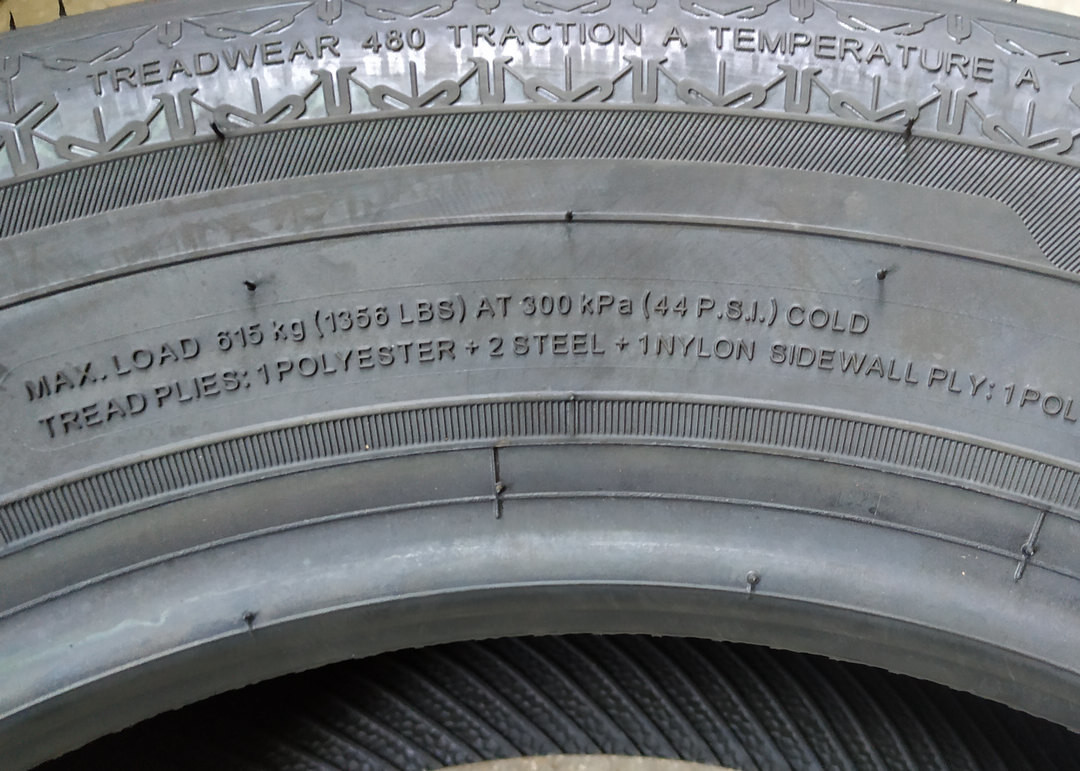 TREADWEAR 480 TRACTION A TEMPERATURE A
MAX. LOAD 615 kg (1356 LBS) AT 300 kPa (44 P.S.I.) COLD
TREAD PLIES: 1 POLYESTER + 2 STEEL + 1 NYLON SIDEWALL PLY: 1 POL